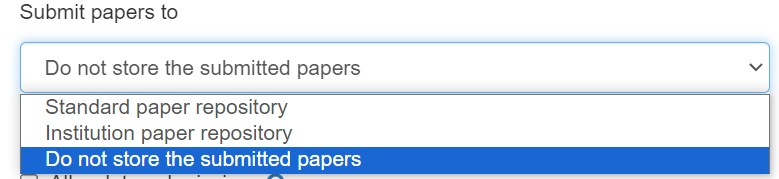 Submit papers to
Do not store the submitted papers
Standard paper repository
Institution paper repository
Do not store the submitted papers